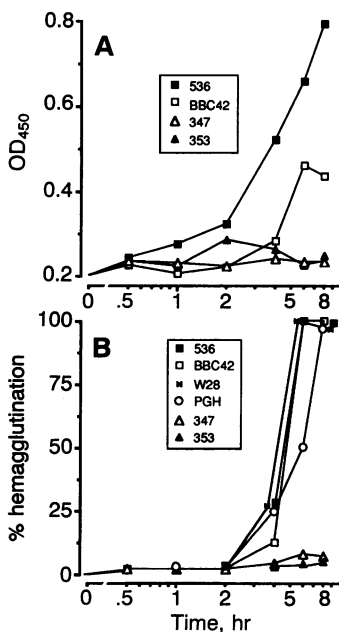 A
0.8
0.6
0.4
0.2
OD450
536
BBC42
347
353
0 .5 1 2 5 8
B
100
75
50
25
0
% hemagglutination
536
BBC42
W28
PGH
347
353
0 .5 1 2 5 8
Time, hr